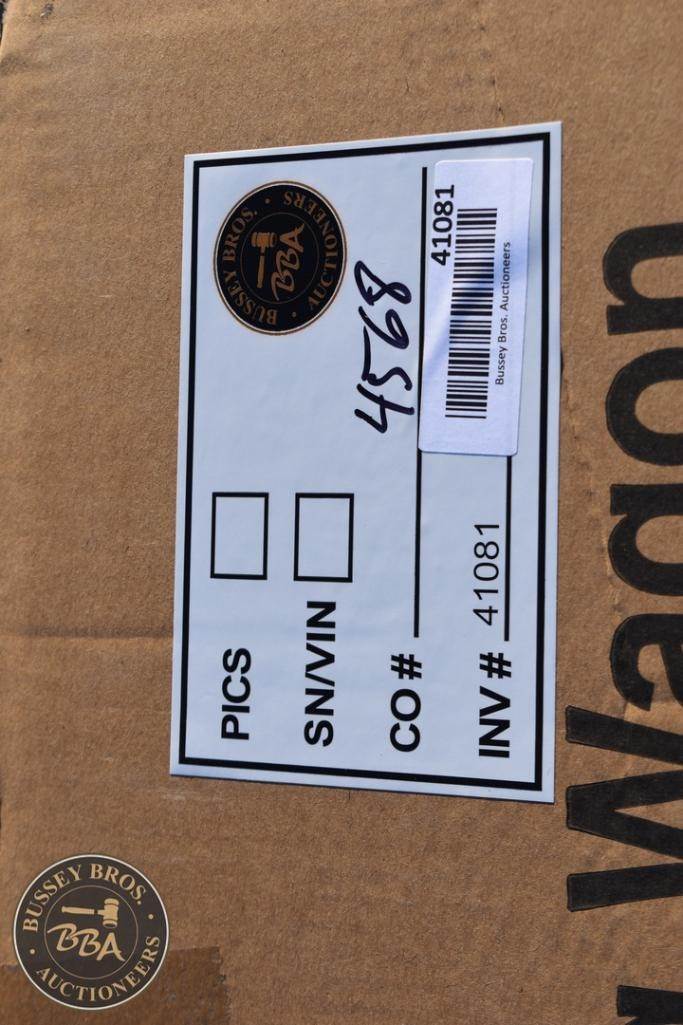 PICS
SN/VIN
CO # 4568
INV # 41081
BUSSEY BROS. AUCTIONEERS
BBA
41081
Bussey Bros. Auctioneers
Wagon
BUSSEY BROS.
BBA
AUCTIONEERS